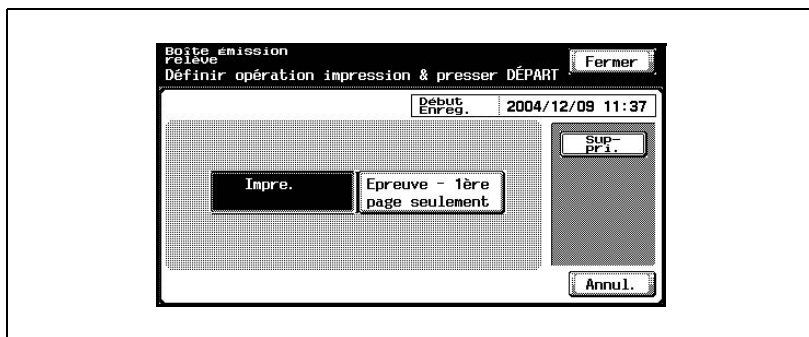 Boîte émission
relève
Définir opération impression & presser DÉPART
Fermer
Début
Enreg.
2004/12/09 11:37
Sup-
pri.
Impre.
Epreuve - 1ère
page seulement
Annul.